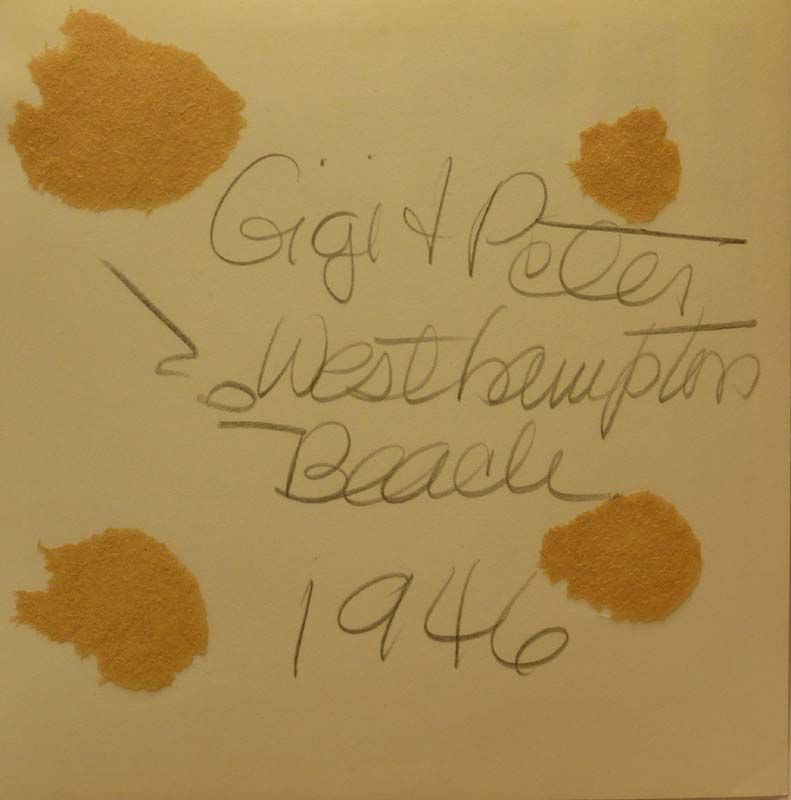 Gigi & Peter
Westhampton
Beach
1946